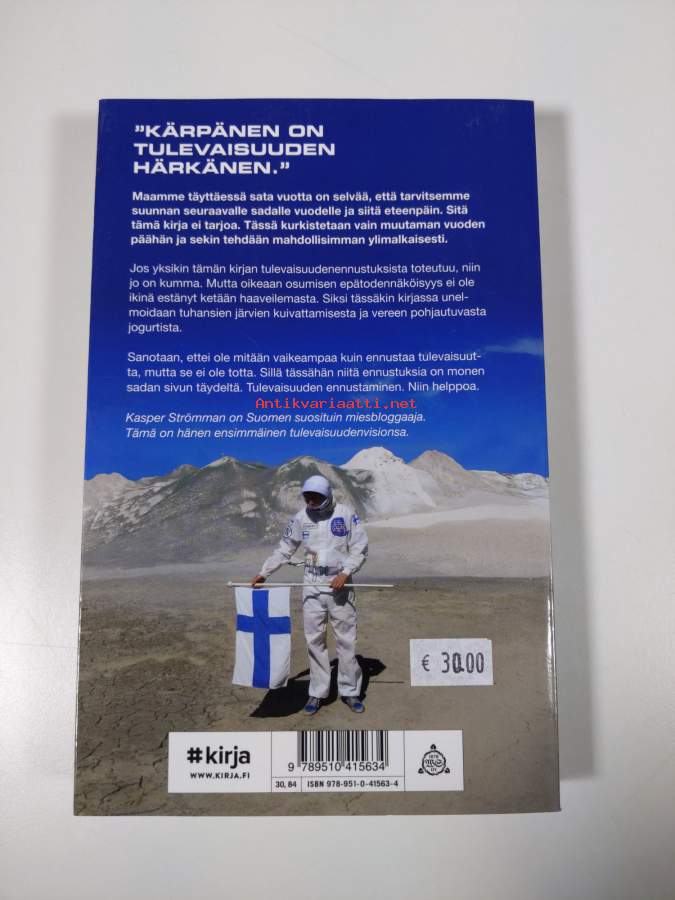 ”KÄRPÄNEN ON
TULEVAISUUDEN
HÄRKÄNEN.”
Maamme täyttäessä sata vuotta on selvää, että tarvitsemme
suunnan seuraavalle sadalle vuodelle ja siitä eteenpäin. Sitä
tämä kirja ei tarjoa. Tässä kurkistetaan vain muutaman vuoden
päähän ja sekin tehdään mahdollisimman ylimalkaisesti.
Jos yksikin tämän kirjan tulevaisuudenennustuksista toteutuu, niin
jo on kumma. Mutta oikeaan osumisen epätodennäköisyys ei ole
ikinä estänyt ketään haaveilemasta. Siksi tässäkin kirjassa unel-
moidaan tuhansien järvien kuivattamisesta ja vereen pohjautuvasta
jogurtista.
Sanotaan, ettei ole mitään vaikeampaa kuin ennustaa tulevaisuut-
ta, mutta se ei ole totta. Sillä tässähän niitä ennustuksia on monen
sadan sivun täydeltä. Tulevaisuuden ennustaminen. Niin helppoa.
Antikvariaatti.net
Kasper Strömman on Suomen suosituin miesbloggaaja.
Tämä on hänen ensimmäinen tulevaisuudenvisionsa.
€ 30.00
#kirja
WWW.KIRJA.FI
9 789510 415634
30, 84 ISBN 978-951-0-41563-4
1878
WS
OY